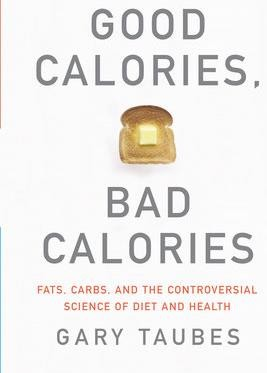 GOOD
CALORIES,
BAD
CALORIES
FATS, CARBS, AND THE CONTROVERSIAL
SCIENCE OF DIET AND HEALTH
GARY TAUBES